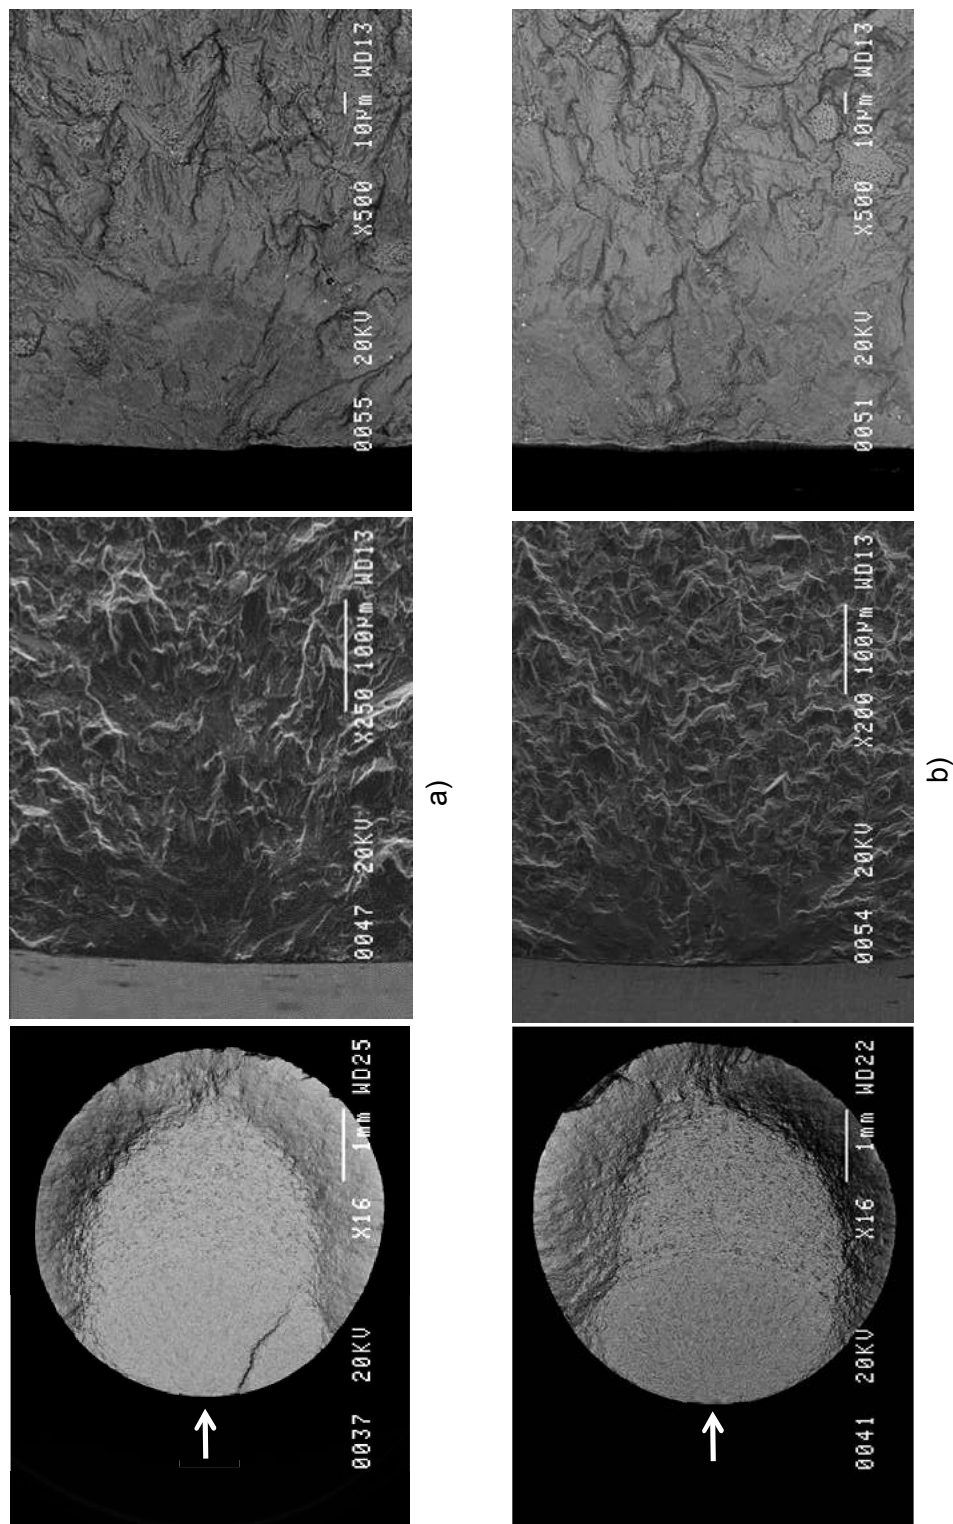 0037 20KV X16 1mm WD25
0047 20KV X250 100µm WD13
0055 20KV X500 10µm WD13
a)
0041 20KV X16 1mm WD22
0054 20KV X200 100µm WD13
0051 20KV X500 10µm WD13
b)